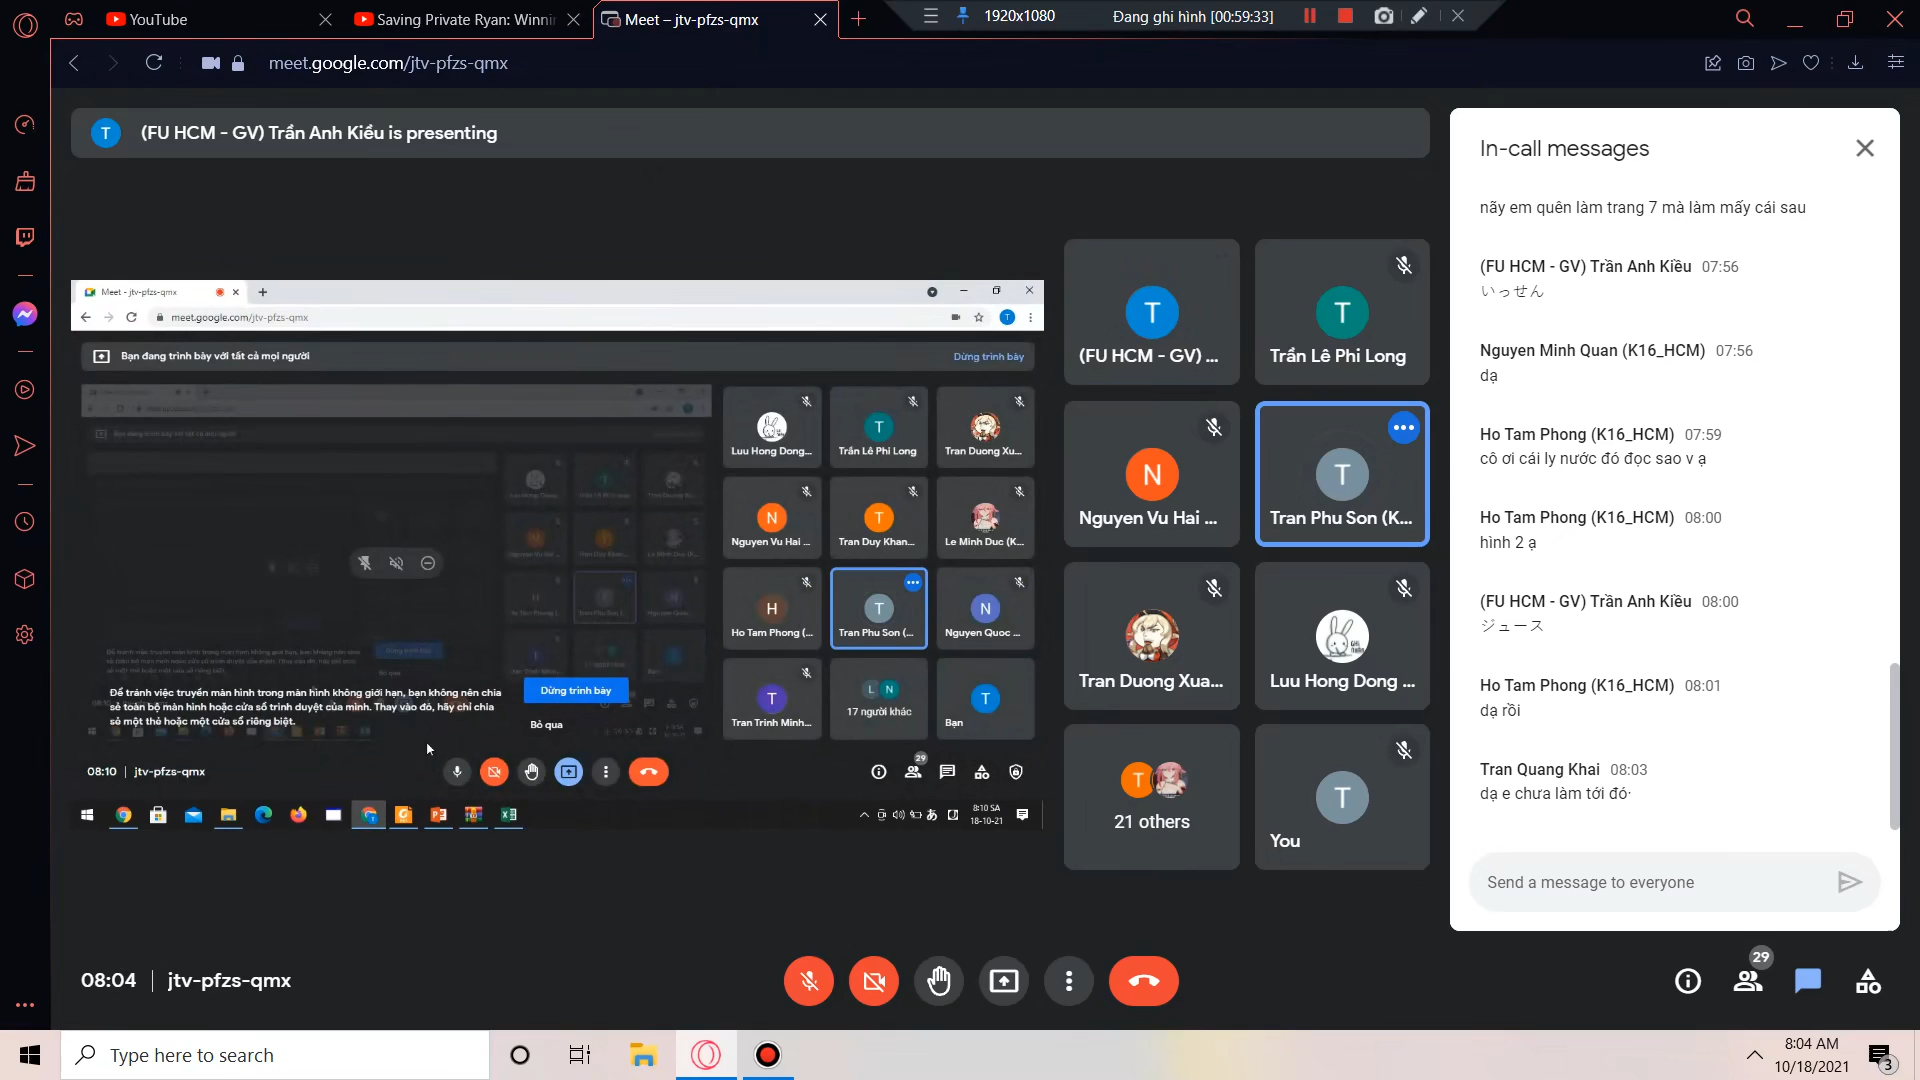 YouTube
Saving Private Ryan: Winnin
Meet – jtv-pfzs-qmx
1920x1080
Đang ghi hình [00:59:33]
meet.google.com/jtv-pfzs-qmx
T
(FU HCM - GV) Trần Anh Kiều is presenting
Meet - jtv-pfzs-qmx
meet.google.com/jtv-pfzs-qmx
T
Bạn đang trình bày với tất cả mọi người
Dừng trình bày
Luu Hong Dong...
T
Trần Lê Phi Long
Tran Duong Xu...
N
Nguyen Vu Hai ...
T
Tran Duy Khan...
Le Minh Duc (K...
H
Ho Tam Phong (...
T
Tran Phu Son (...
N
Nguyen Quoc ...
T
Tran Trinh Minh...
L N
17 người khác
T
Bạn
Để tránh việc truyền màn hình trong màn hình không giới hạn, bạn không nên chia
sẻ toàn bộ màn hình hoặc cửa sổ trình duyệt của mình. Thay vào đó, hãy chỉ chia
sẻ một thẻ hoặc một cửa sổ riêng biệt.
Dừng trình bày
Bỏ qua
08:10
jtv-pfzs-qmx
29
8:10 SA
18-10-21
T
(FU HCM - GV) ...
T
Trần Lê Phi Long
N
Nguyen Vu Hai ...
T
Tran Phu Son (K...
Tran Duong Xua...
Luu Hong Dong ...
T
21 others
T
You
In-call messages
nãy em quên làm trang 7 mà làm mấy cái sau
(FU HCM - GV) Trần Anh Kiều 07:56
いっせん
Nguyen Minh Quan (K16_HCM) 07:56
dạ
Ho Tam Phong (K16_HCM) 07:59
cô ơi cái ly nước đó đọc sao v ạ
Ho Tam Phong (K16_HCM) 08:00
hình 2 ạ
(FU HCM - GV) Trần Anh Kiều 08:00
ジュース
Ho Tam Phong (K16_HCM) 08:01
dạ rồi
Tran Quang Khai 08:03
dạ e chưa làm tới đó·
Send a message to everyone
08:04
jtv-pfzs-qmx
29
Type here to search
8:04 AM
10/18/2021
3